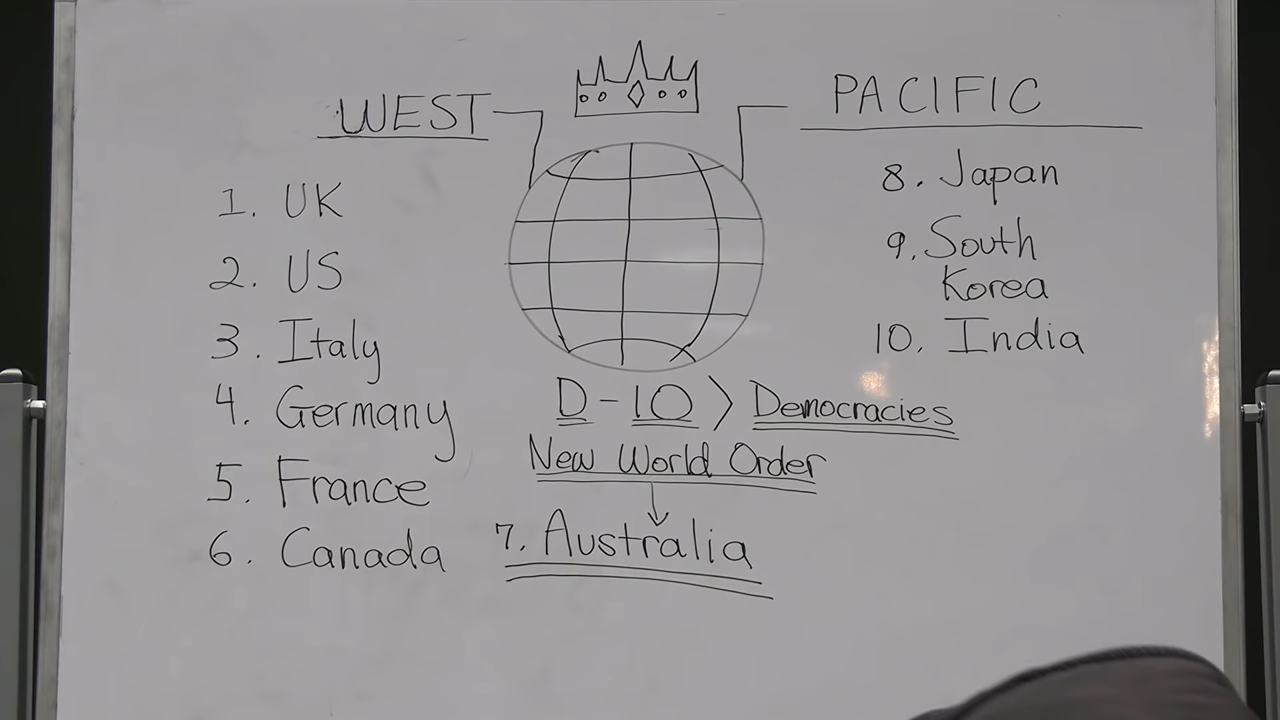 WEST
1. UK
2. US
3. Italy
4. Germany
5. France
6. Canada
PACIFIC
8. Japan
9. South
Korea
10. India
D-10 > Democracies
New World Order
7. Australia